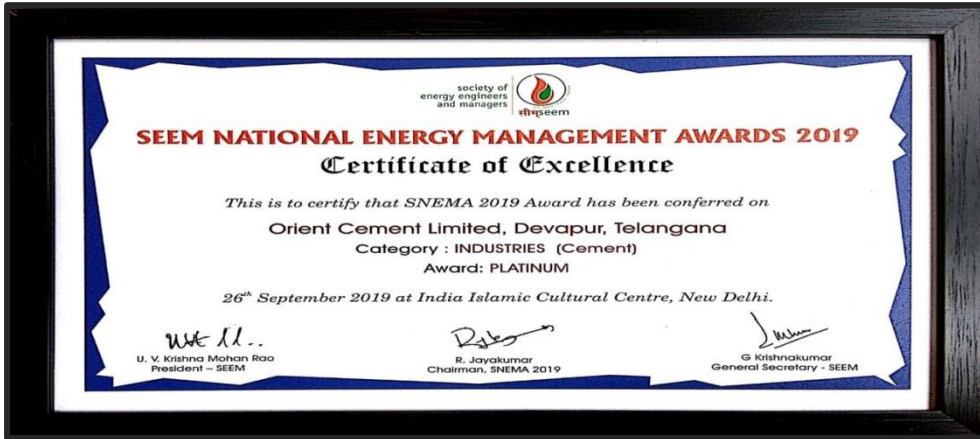 society of
energy engineers
and managers
सीमseem
SEEM NATIONAL ENERGY MANAGEMENT AWARDS 2019
Certificate of Excellence
This is to certify that SNEMA 2019 Award has been conferred on
Orient Cement Limited, Devapur, Telangana
Category : INDUSTRIES (Cement)
Award: PLATINUM
26th September 2019 at India Islamic Cultural Centre, New Delhi.
U. V. Krishna Mohan Rao
President – SEEM
R. Jayakumar
Chairman, SNEMA 2019
G Krishnakumar
General Secretary - SEEM